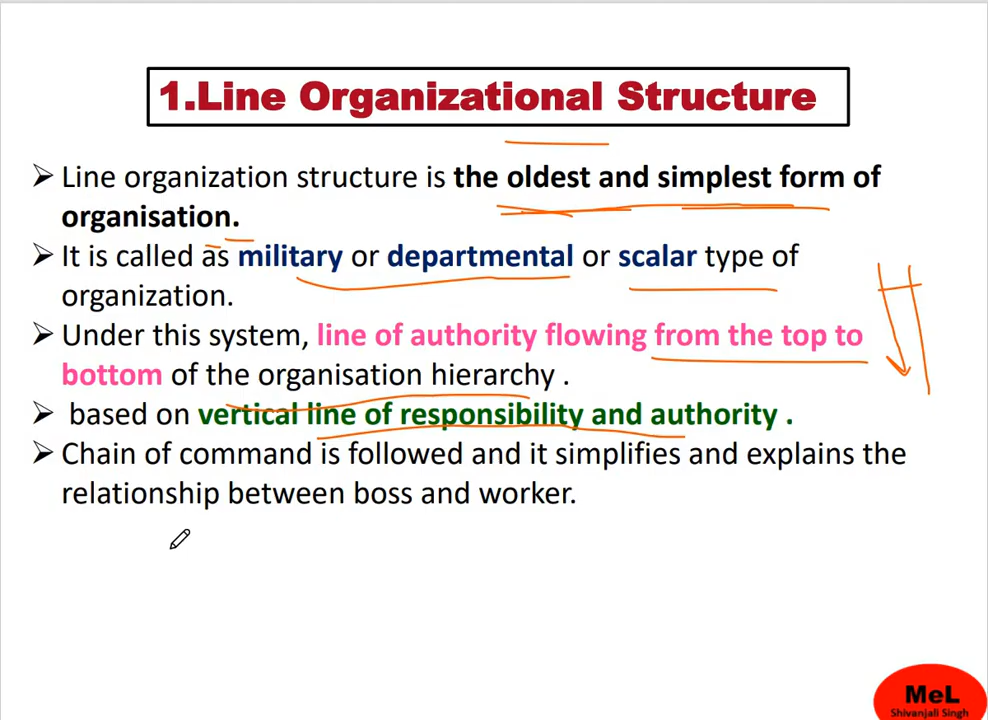 1.Line Organizational Structure
➢ Line organization structure is the oldest and simplest form of
organisation.
➢ It is called as military or departmental or scalar type of
organization.
➢ Under this system, line of authority flowing from the top to
bottom of the organisation hierarchy .
➢ based on vertical line of responsibility and authority .
➢ Chain of command is followed and it simplifies and explains the
relationship between boss and worker.
MeL
Shivanjali Singh